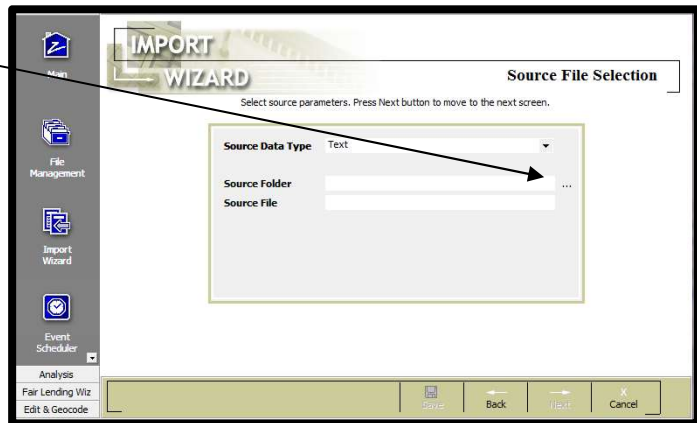 IMPORT
WIZARD
Source File Selection
Select source parameters. Press Next button to move to the next screen.
Source Data Type Text
Source Folder ...
Source File
Main
File
Management
Import
Wizard
Event
Scheduler
Analysis
Fair Lending Wiz
Edit & Geocode
Save
Back
Next
X
Cancel